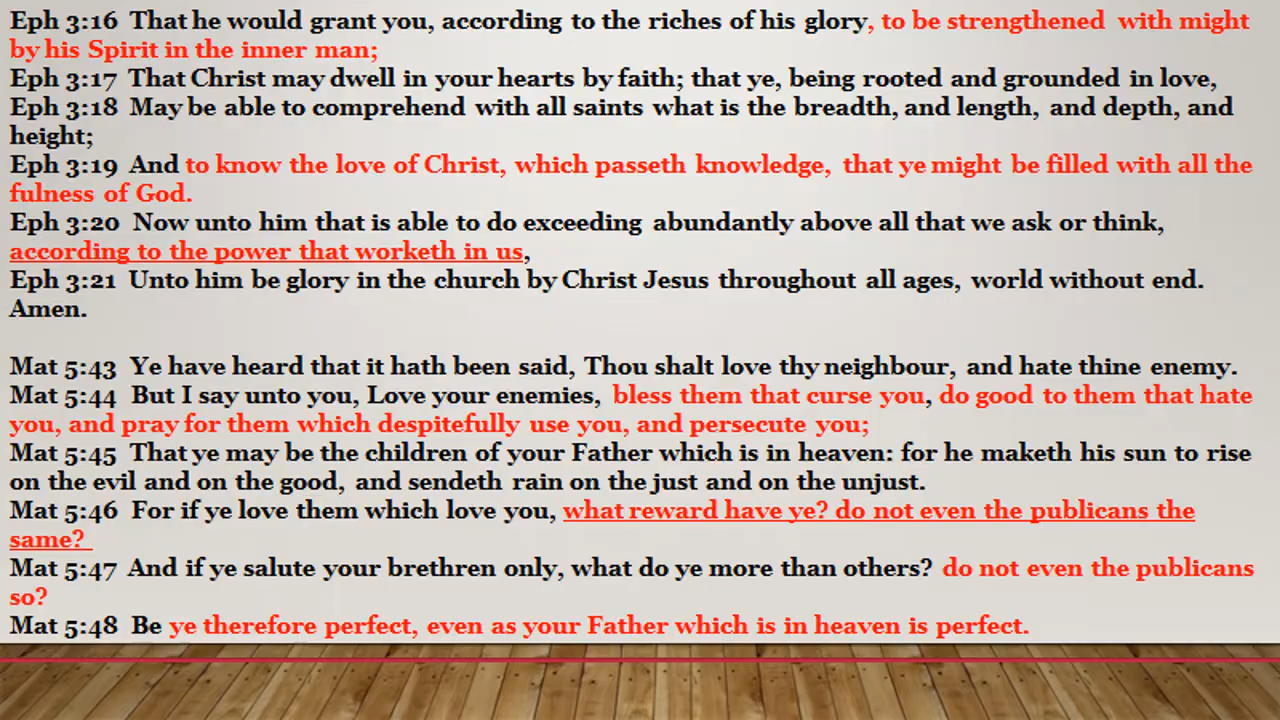 Eph 3:16 That he would grant you, according to the riches of his glory, to be strengthened with might
by his Spirit in the inner man;
Eph 3:17 That Christ may dwell in your hearts by faith; that ye, being rooted and grounded in love,
Eph 3:18 May be able to comprehend with all saints what is the breadth, and length, and depth, and
height;
Eph 3:19 And to know the love of Christ, which passeth knowledge, that ye might be filled with all the
fulness of God.
Eph 3:20 Now unto him that is able to do exceeding abundantly above all that we ask or think,
according to the power that worketh in us,
Eph 3:21 Unto him be glory in the church by Christ Jesus throughout all ages, world without end.
Amen.
Mat 5:43 Ye have heard that it hath been said, Thou shalt love thy neighbour, and hate thine enemy.
Mat 5:44 But I say unto you, Love your enemies, bless them that curse you, do good to them that hate
you, and pray for them which despitefully use you, and persecute you;
Mat 5:45 That ye may be the children of your Father which is in heaven: for he maketh his sun to rise
on the evil and on the good, and sendeth rain on the just and on the unjust.
Mat 5:46 For if ye love them which love you, what reward have ye? do not even the publicans the
same?
Mat 5:47 And if ye salute your brethren only, what do ye more than others? do not even the publicans
so?
Mat 5:48 Be ye therefore perfect, even as your Father which is in heaven is perfect.